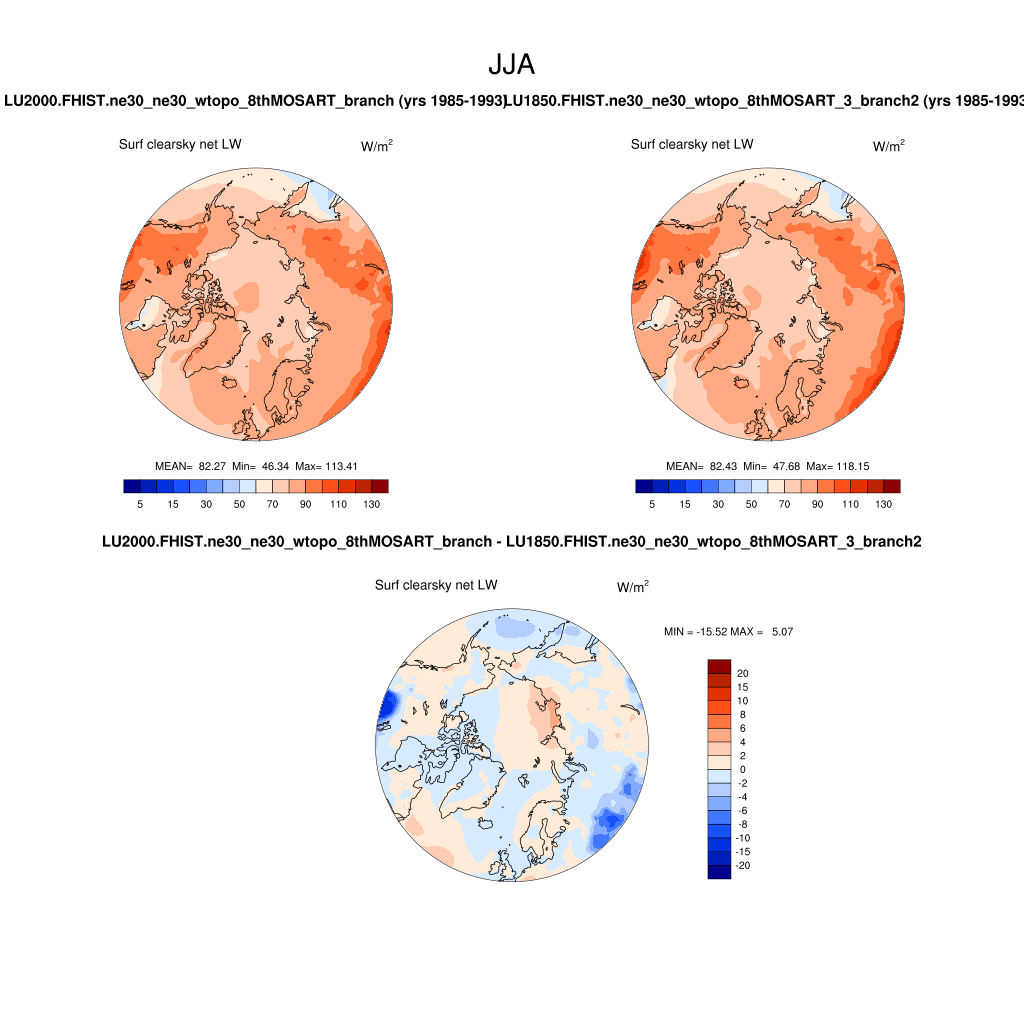 JJA
LU2000.FHIST.ne30_ne30_wtopo_8thMOSART_branch (yrs 1985-1993)
LU1850.FHIST.ne30_ne30_wtopo_8thMOSART_3_branch2 (yrs 1985-1993
Surf clearsky net LW W/m2
Surf clearsky net LW W/m2
MEAN= 82.27 Min= 46.34 Max= 113.41
MEAN= 82.43 Min= 47.68 Max= 118.15
5 15 30 50 70 90 110 130
5 15 30 50 70 90 110 130
LU2000.FHIST.ne30_ne30_wtopo_8thMOSART_branch - LU1850.FHIST.ne30_ne30_wtopo_8thMOSART_3_branch2
Surf clearsky net LW W/m2
MIN = -15.52 MAX = 5.07
20
15
10
8
6
4
2
0
-2
-4
-6
-8
-10
-15
-20